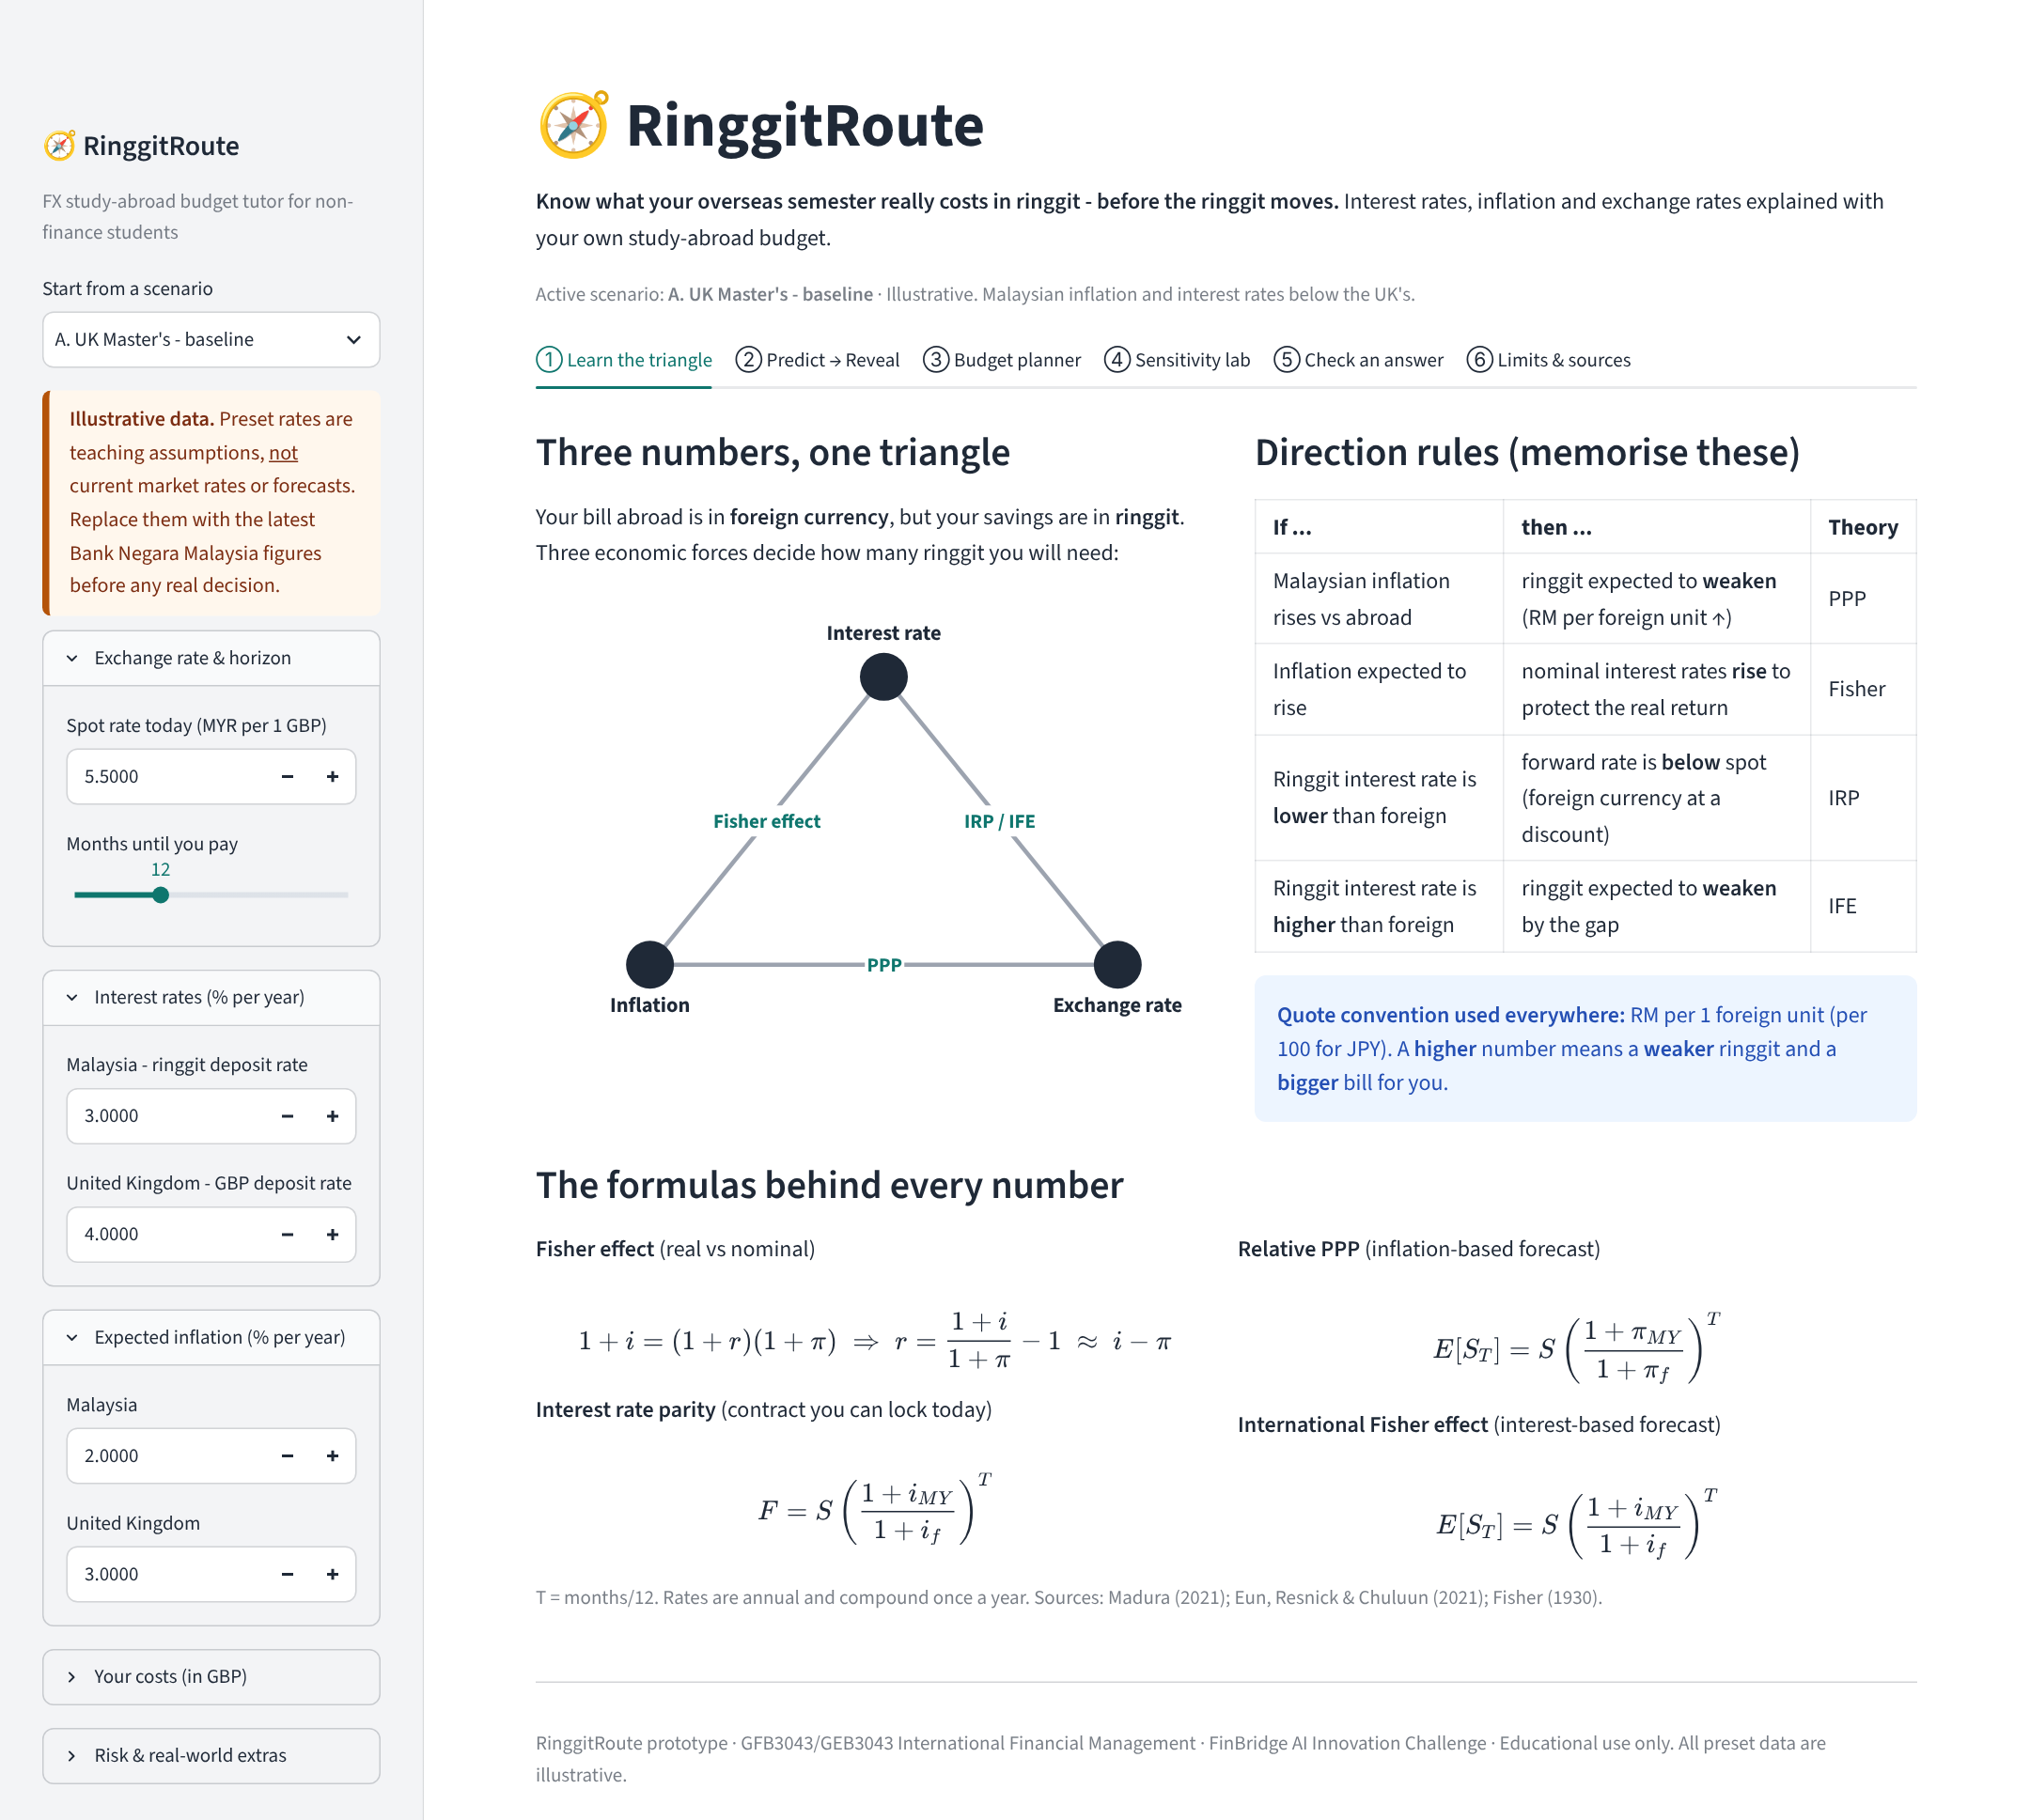 🧭 RinggitRoute
FX study-abroad budget tutor for non-
finance students
Start from a scenario
A. UK Master's - baseline
Illustrative data. Preset rates are
teaching assumptions, not
current market rates or forecasts.
Replace them with the latest
Bank Negara Malaysia figures
before any real decision.
Exchange rate & horizon
Spot rate today (MYR per 1 GBP)
5.5000
Months until you pay
12
Interest rates (% per year)
Malaysia - ringgit deposit rate
3.0000
United Kingdom - GBP deposit rate
4.0000
Expected inflation (% per year)
Malaysia
2.0000
United Kingdom
3.0000
Your costs (in GBP)
Risk & real-world extras
🧭 RinggitRoute
Know what your overseas semester really costs in ringgit - before the ringgit moves. Interest rates, inflation and exchange rates explained with
your own study-abroad budget.
Active scenario: A. UK Master's - baseline · Illustrative. Malaysian inflation and interest rates below the UK's.
① Learn the triangle ② Predict → Reveal ③ Budget planner ④ Sensitivity lab ⑤ Check an answer ⑥ Limits & sources
Three numbers, one triangle
Your bill abroad is in foreign currency, but your savings are in ringgit.
Three economic forces decide how many ringgit you will need:
Interest rate
Fisher effect IRP / IFE
PPP
Inflation Exchange rate
Direction rules (memorise these)
If ... then ... Theory
Malaysian inflation
rises vs abroad
ringgit expected to weaken
(RM per foreign unit ↑)
PPP
Inflation expected to
rise
nominal interest rates rise to
protect the real return
Fisher
Ringgit interest rate is
lower than foreign
forward rate is below spot
(foreign currency at a
discount)
IRP
Ringgit interest rate is
higher than foreign
ringgit expected to weaken
by the gap
IFE
Quote convention used everywhere: RM per 1 foreign unit (per
100 for JPY). A higher number means a weaker ringgit and a
bigger bill for you.
The formulas behind every number
Fisher effect (real vs nominal)
1 + i = (1 + r)(1 + π) ⇒ r = (1 + i)/(1 + π) − 1 ≈ i − π
Interest rate parity (contract you can lock today)
F = S ((1 + i_MY)/(1 + i_f))^T
Relative PPP (inflation-based forecast)
E[S_T] = S ((1 + π_MY)/(1 + π_f))^T
International Fisher effect (interest-based forecast)
E[S_T] = S ((1 + i_MY)/(1 + i_f))^T
T = months/12. Rates are annual and compound once a year. Sources: Madura (2021); Eun, Resnick & Chuluun (2021); Fisher (1930).
RinggitRoute prototype · GFB3043/GEB3043 International Financial Management · FinBridge AI Innovation Challenge · Educational use only. All preset data are
illustrative.